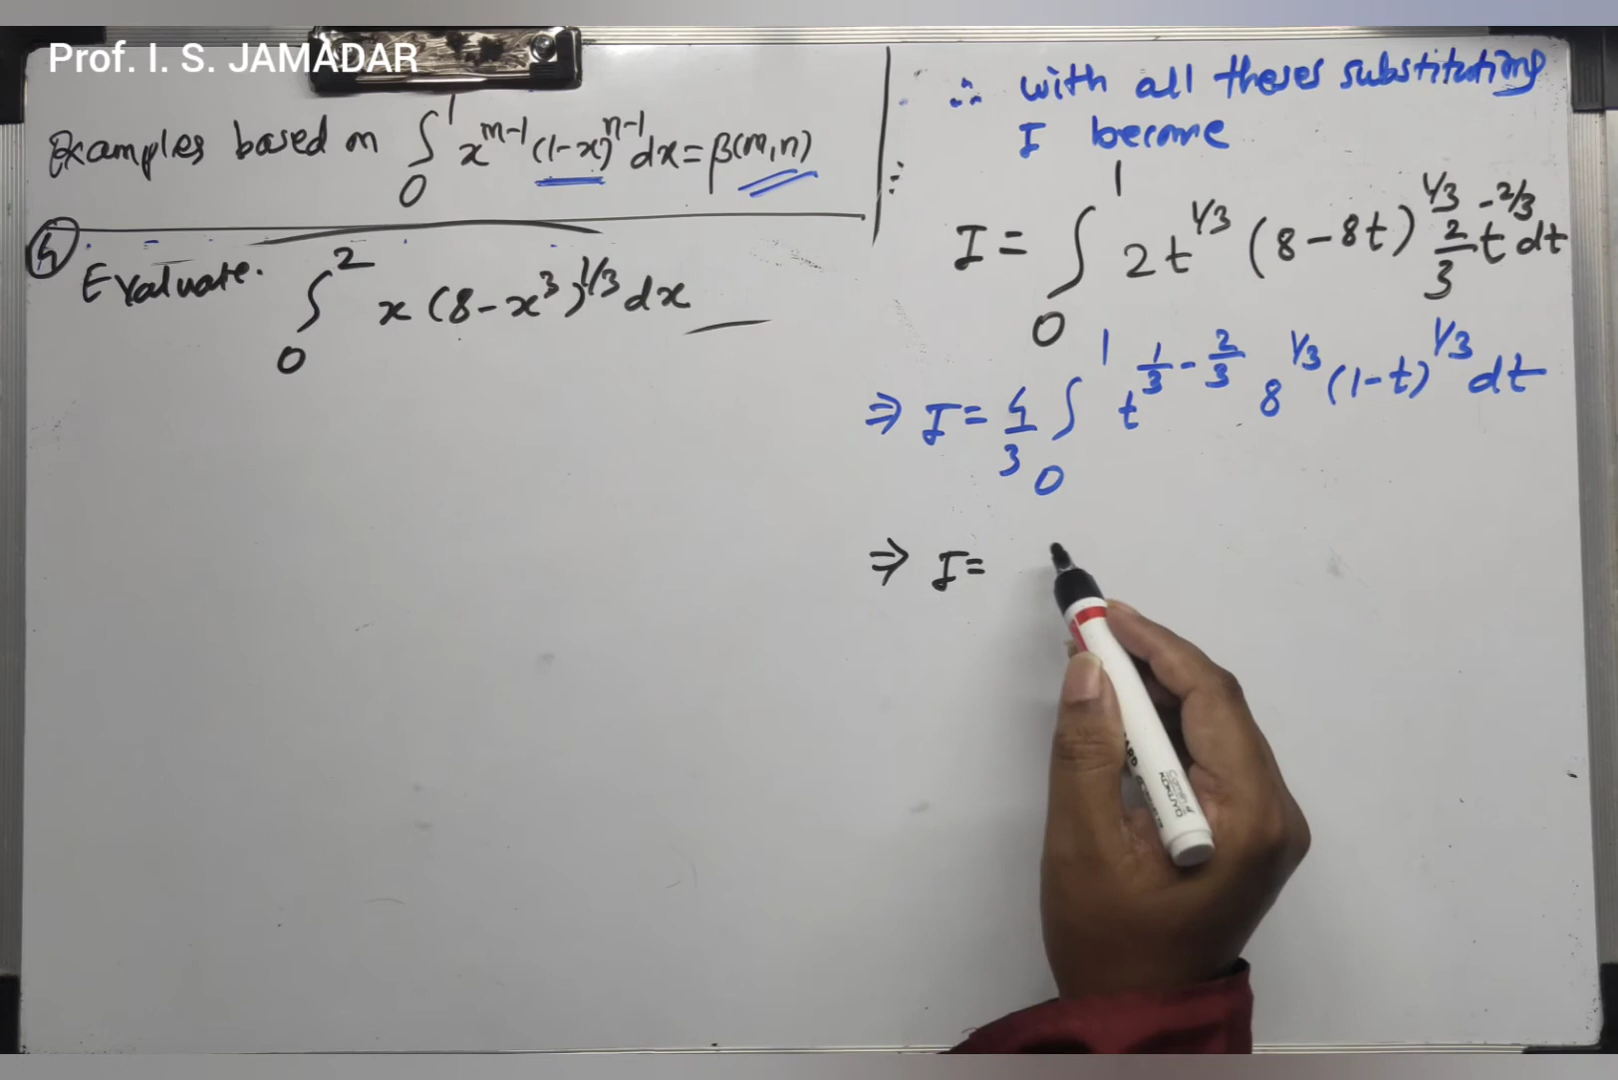 Prof. I. S. JAMADAR
Examples based on ∫₀¹ x^(m-1) (1-x)^(n-1) dx = β(m,n)
④ Evaluate. ∫₀² x (8-x³)^(1/3) dx
∴ with all theses substitutions
I become
I = ∫₀¹ 2t^(1/3) (8-8t)^(1/3) 2/3 t^(-2/3) dt
⇒ I = 4/3 ∫₀¹ t^(1/3 - 2/3) 8^(1/3) (1-t)^(1/3) dt
⇒ I =